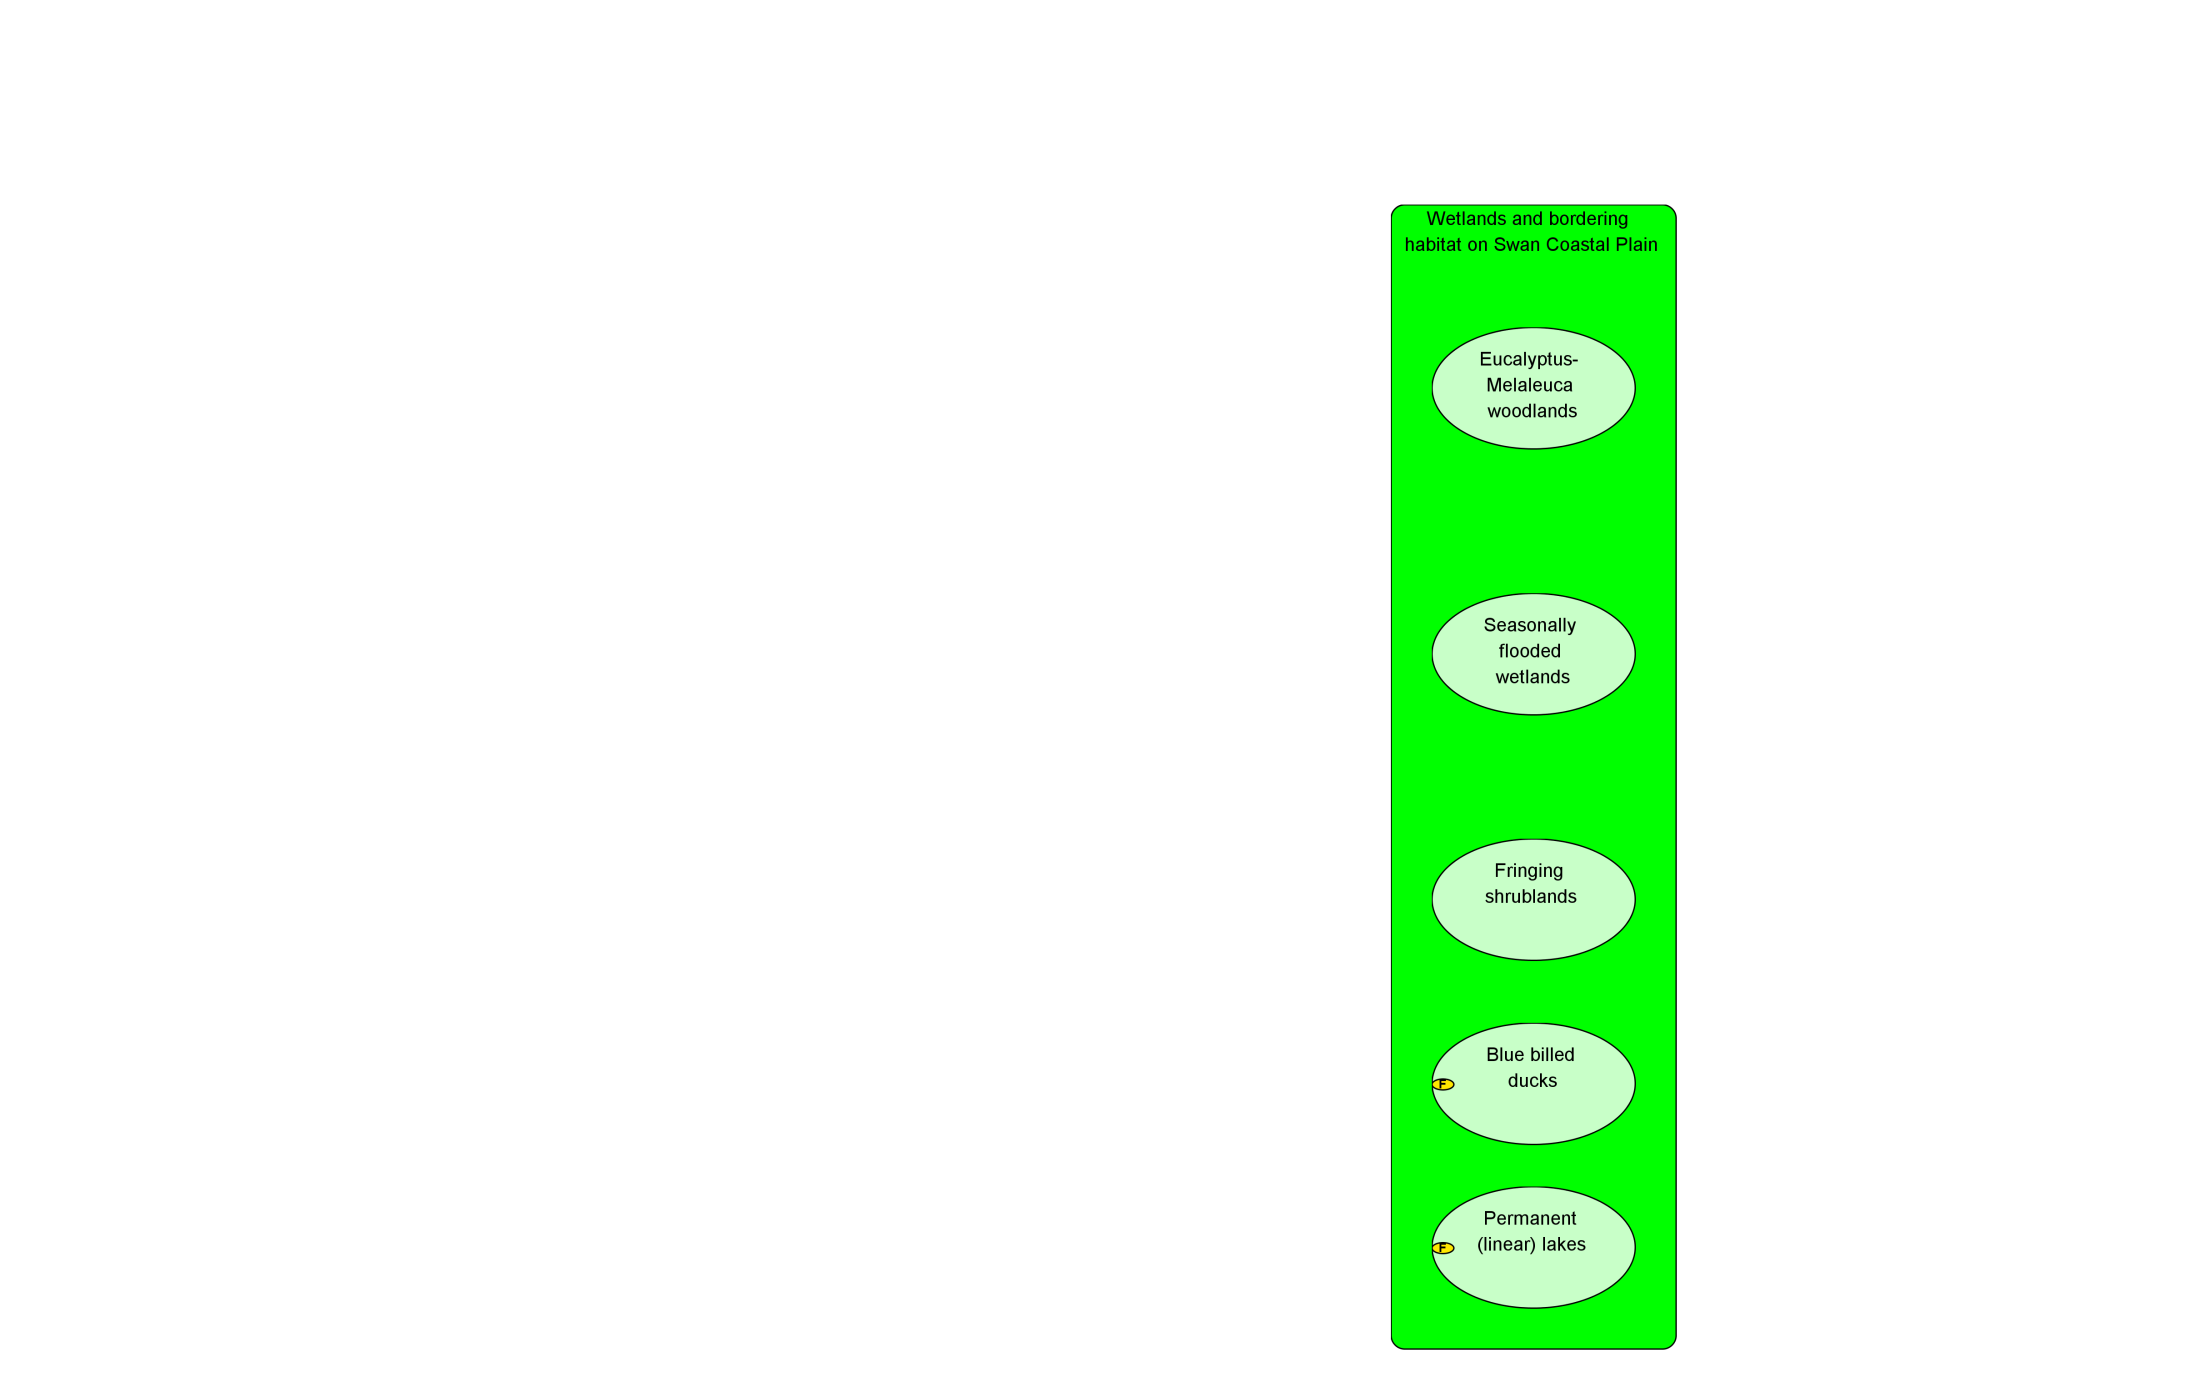 Wetlands and bordering
habitat on Swan Coastal Plain
Eucalyptus-
Melaleuca
woodlands
Seasonally
flooded
wetlands
Fringing
shrublands
Blue billed
ducks
F
Permanent
(linear) lakes
F